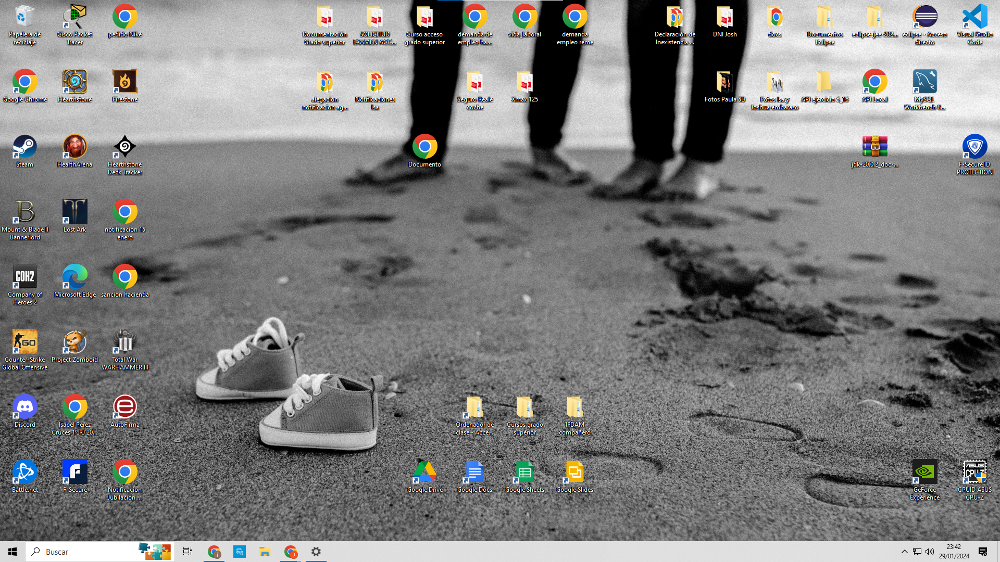 Papelera de
reciclaje
Cisco Packet
Tracer
pedido Nike
Documentación
Grado superior
SOLICITUD
EXAMEN ACC...
Curso acceso
grado superior
demanda de
empleo ha...
vida_laboral
demanda
empleo reme
Declaración de
Inexistencia ...
DNI Josh
docs
Documentos
Eclipse
eclipse-jee-202...
eclipse - Acceso
directo
Visual Studio
Code
Google Chrome
Hearthstone
Firestone
alegacion
notificacion ag...
Notificaciones
Isa
Seguro Reale
coche
Xmax 125
Fotos Paula SD
Fotos Isa y
Joshua embarazo
API ejercicio 5_16
API Local
MySQL
Workbench 8...
Steam
HearthArena
Hearthstone
Deck Tracker
Documento
jdk-20.0.2_doc-...
F-Secure ID
PROTECTION
Mount & Blade II
Bannerlord
Lost Ark
notificacion 15
enero
COH2
Company of
Heroes 2
Microsoft Edge
sancion hacienda
GO
Counter-Strike
Global Offensive
Project Zomboid
Total War
WARHAMMER III
Discord
Isabel Perez
Cruces 1º RJ 20...
AutoFirma
Ordenador de
clase - Acce...
Cursos grado
superior
1ºDAM
compañero
Battle.net
F-Secure
Notificacion
Jubilacion ...
Google Drive
Google Docs
Google Sheets
Google Slides
GeForce
Experience
ASUS
CPU-Z
CPUID ASUS
CPU-Z
Buscar
23:42
29/01/2024